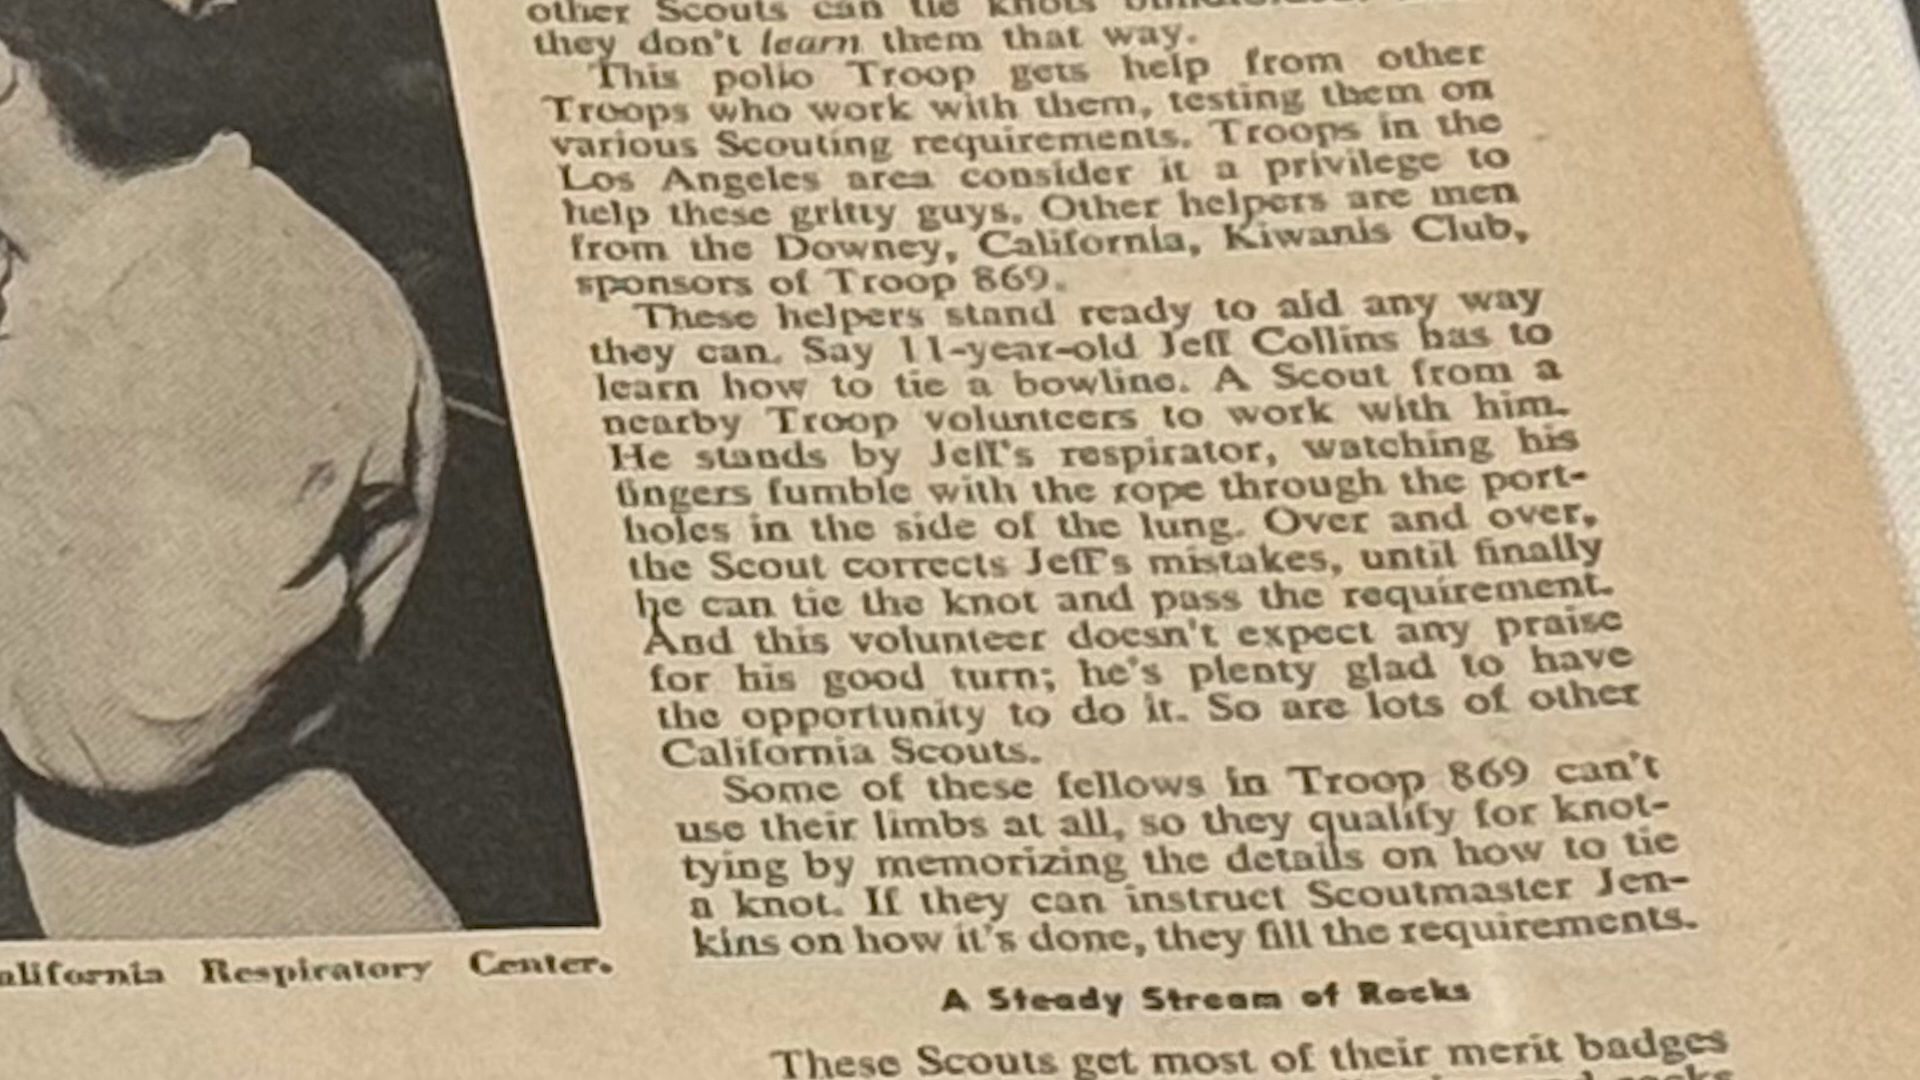 other Scouts can tie knots
they don't learn them that way.
This polio Troop gets help from other
Troops who work with them, testing them on
various Scouting requirements. Troops in the
Los Angeles area consider it a privilege to
help these gritty guys. Other helpers are men
from the Downey, California, Kiwanis Club,
sponsors of Troop 869.
These helpers stand ready to aid any way
they can. Say 11-year-old Jeff Collins has to
learn how to tie a bowline. A Scout from a
nearby Troop volunteers to work with him.
He stands by Jeff's respirator, watching his
fingers fumble with the rope through the port-
holes in the side of the lung. Over and over,
the Scout corrects Jeff's mistakes, until finally
he can tie the knot and pass the requirement.
And this volunteer doesn't expect any praise
for his good turn; he's plenty glad to have
the opportunity to do it. So are lots of other
California Scouts.
Some of these fellows in Troop 869 can't
use their limbs at all, so they qualify for knot-
tying by memorizing the details on how to tie
a knot. If they can instruct Scoutmaster Jen-
kins on how it's done, they fill the requirements.
alifornia Respiratory Center.
A Steady Stream of Rocks
These Scouts get most of their merit badges